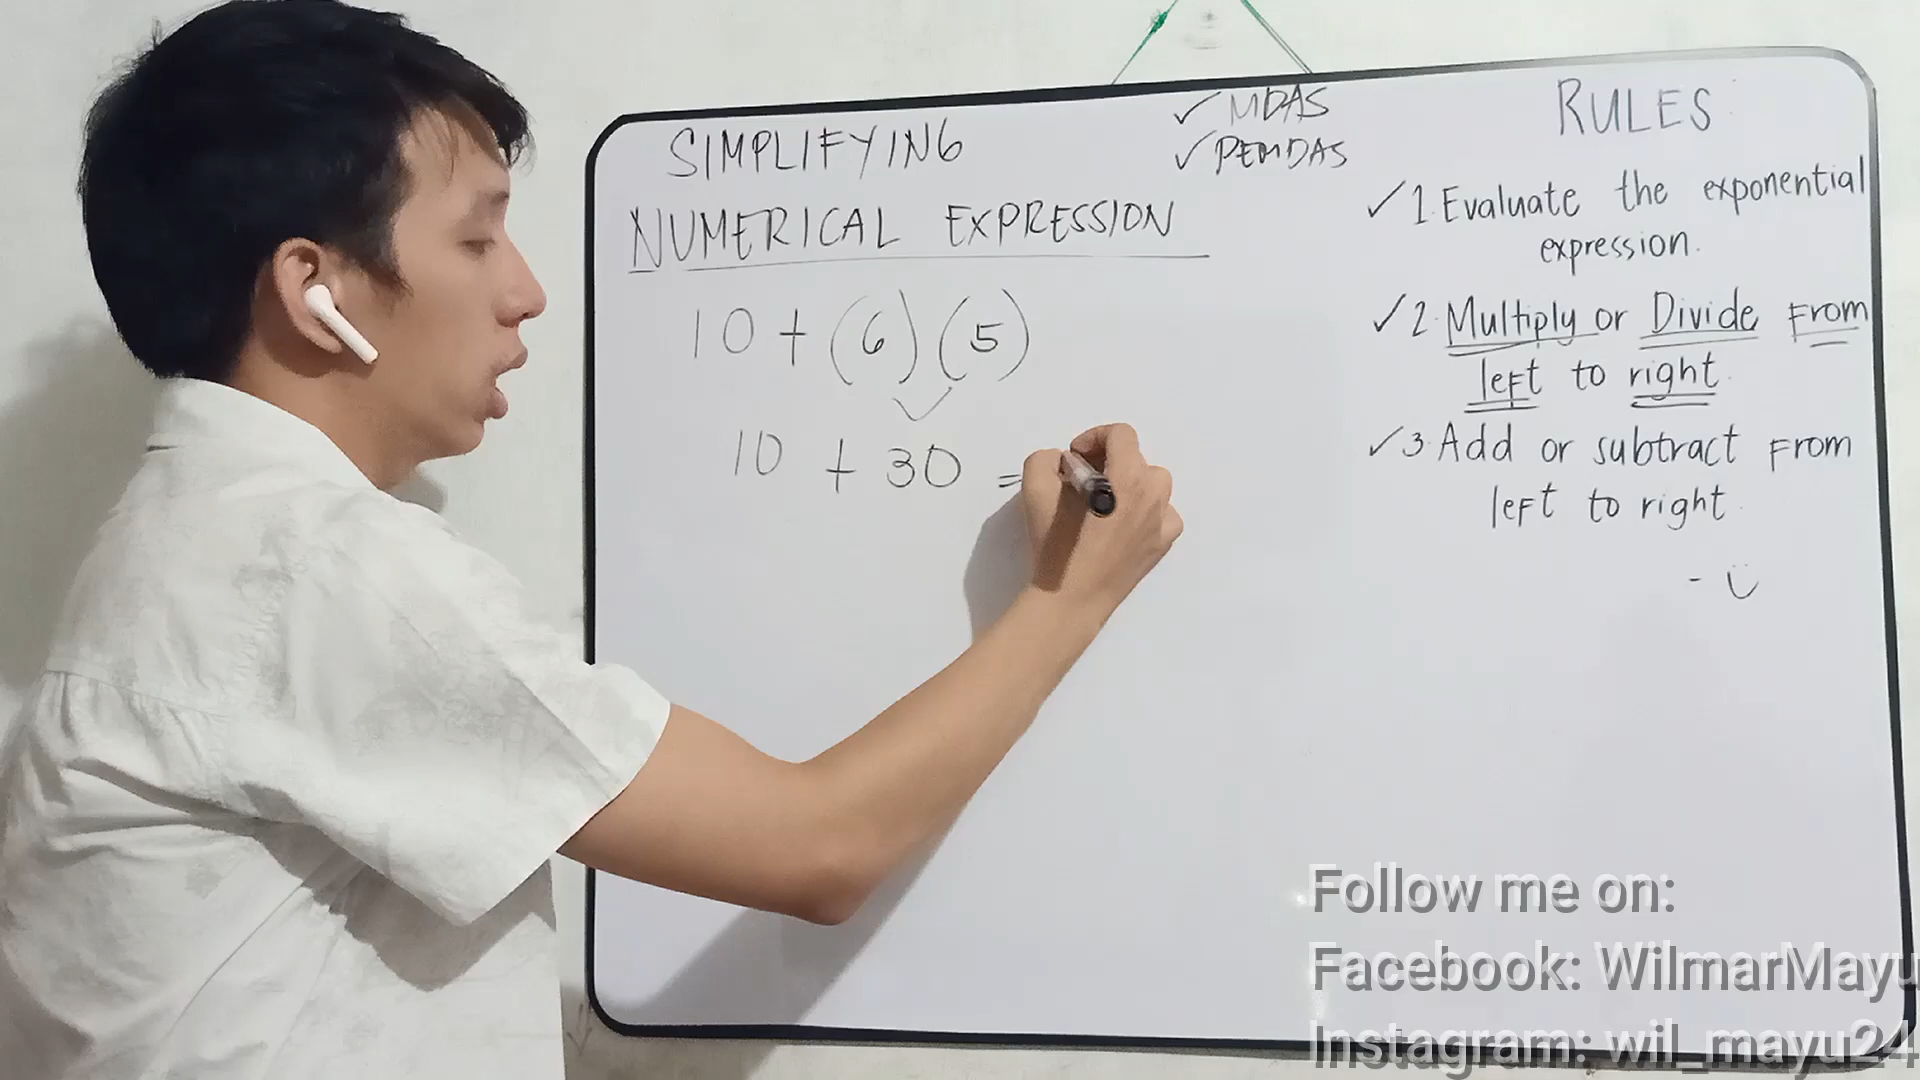 SIMPLIFYING
NUMERICAL EXPRESSION
✓ MDAS
✓ PEMDAS
10 + (6) (5)
10 + 30 =
RULES
✓ 1. Evaluate the exponential
expression.
✓ 2. Multiply or Divide From
left to right.
✓ 3. Add or subtract From
left to right.
Follow me on:
Facebook: WilmarMayu
Instagram: wil_mayu24